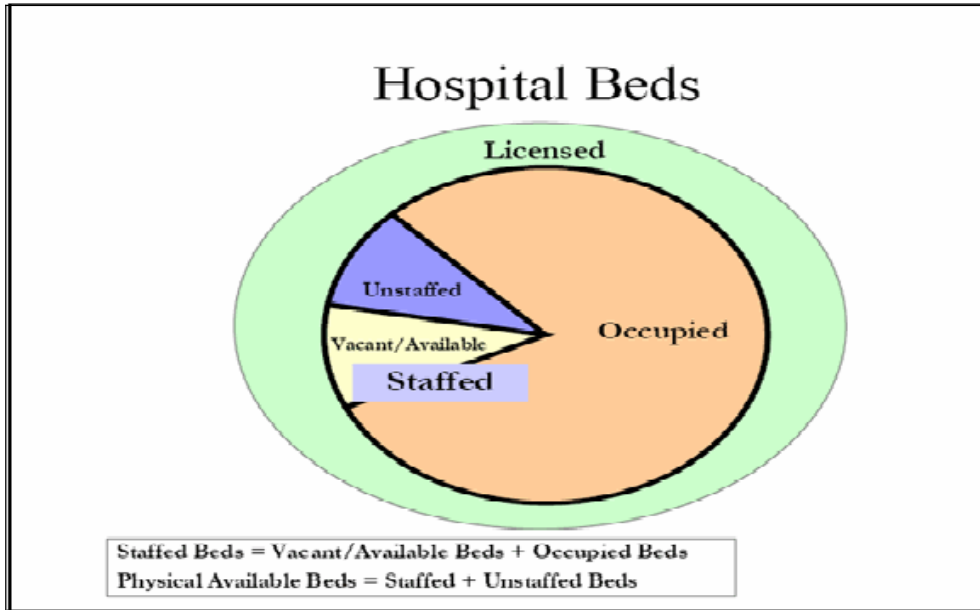 Hospital Beds
Licensed
Unstaffed
Occupied
Vacant/Available
Staffed
Staffed Beds = Vacant/Available Beds + Occupied Beds
Physical Available Beds = Staffed + Unstaffed Beds